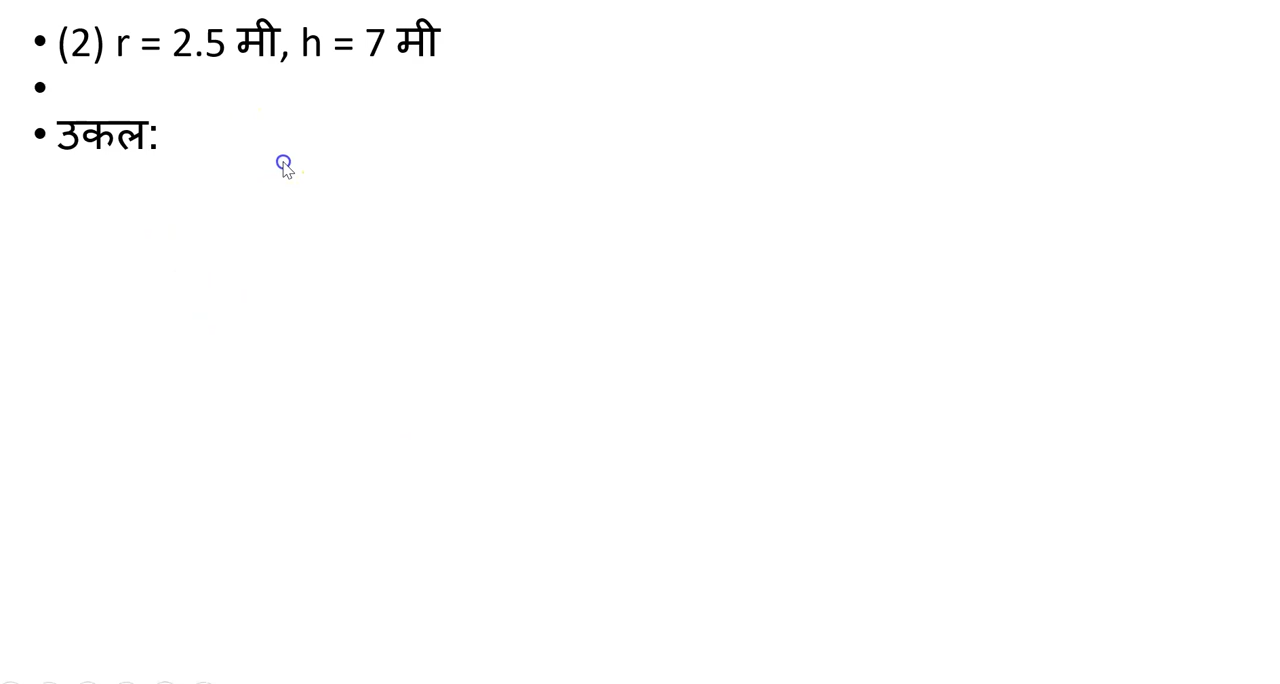 • (2) r = 2.5 मी, h = 7 मी
•
• उकल: